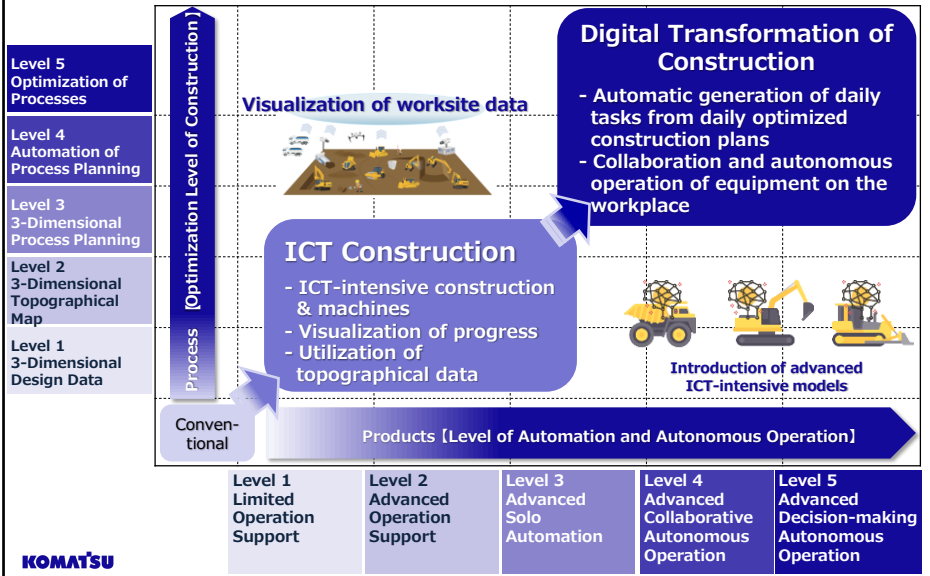 Level 5
Optimization of
Processes
Level 4
Automation of
Process Planning
Level 3
3-Dimensional
Process Planning
Level 2
3-Dimensional
Topographical
Map
Level 1
3-Dimensional
Design Data
Process 【Optimization Level of Construction】
Visualization of worksite data
Digital Transformation of
Construction
- Automatic generation of daily
tasks from daily optimized
construction plans
- Collaboration and autonomous
operation of equipment on the
workplace
ICT Construction
- ICT-intensive construction
& machines
- Visualization of progress
- Utilization of
topographical data
Introduction of advanced
ICT-intensive models
Conven-
tional
Products【Level of Automation and Autonomous Operation】
Level 1
Limited
Operation
Support
Level 2
Advanced
Operation
Support
Level 3
Advanced
Solo
Automation
Level 4
Advanced
Collaborative
Autonomous
Operation
Level 5
Advanced
Decision-making
Autonomous
Operation
KOMATSU